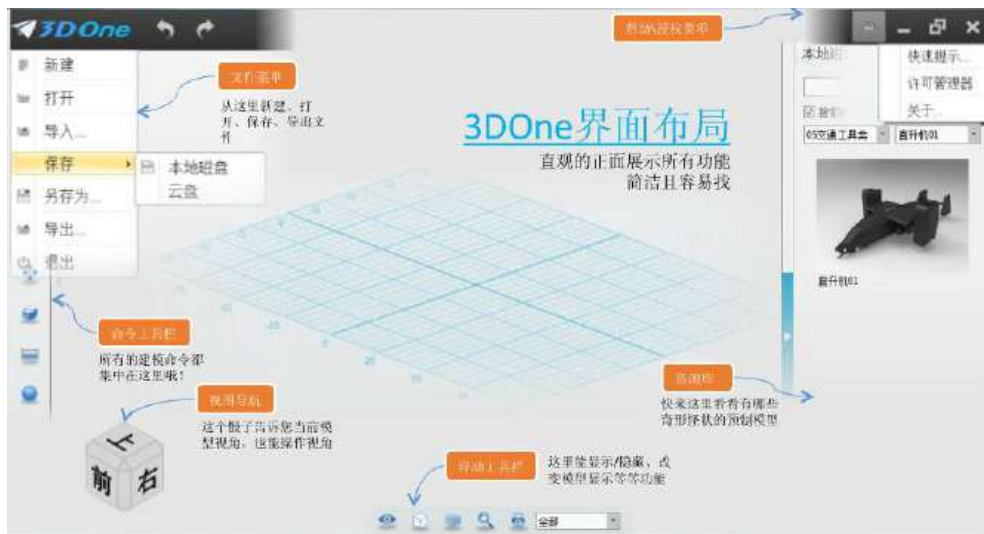 3DOne
新建
打开
导入...
保存
本地磁盘
云盘
另存为...
导出...
退出
文件菜单
从这里新建、打
开、保存、导出文
件
快速提示...
许可管理器
关于...
05交通工具类
直升机01
直升机01
3DOne界面布局
直观的正面展示所有功能
简洁且容易找
命令工具栏
所有的建模命令都
集中在这里哦!
视图导航
这个骰子告诉您当前模
型视角,也能操作视角
上
前
右
资源库
快来这里看看有哪些
奇形怪状的预制模型
浮动工具栏
这里能显示/隐藏、改
变模型显示等等功能
全部